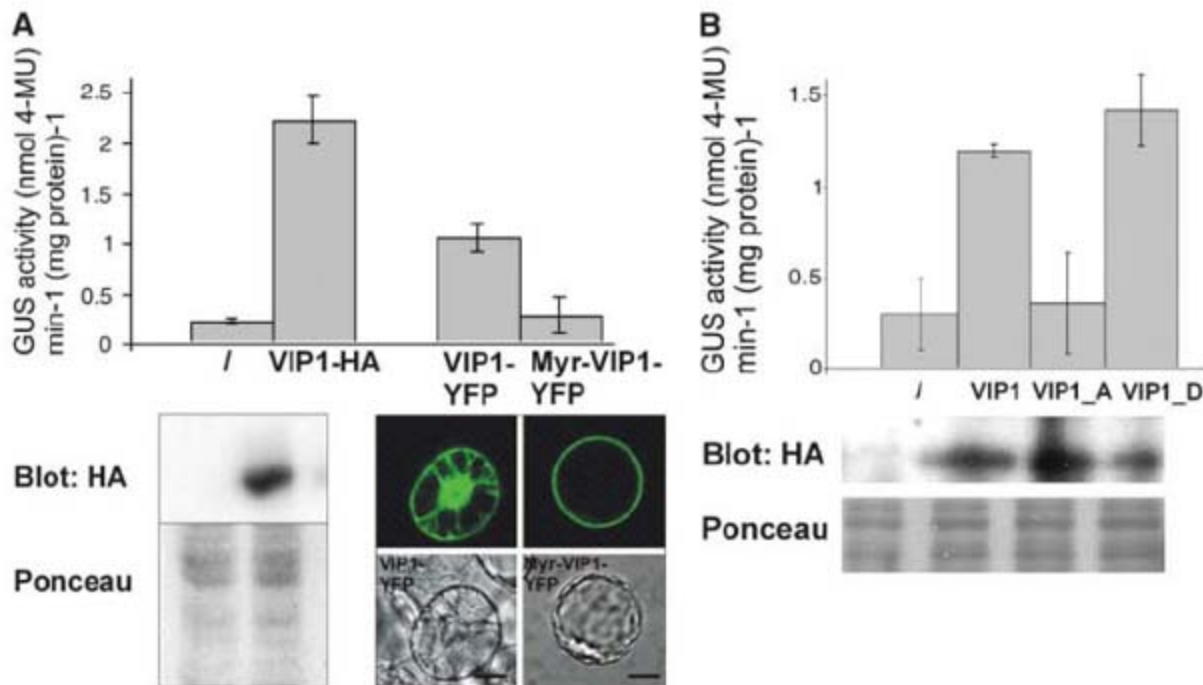 A
GUS activity (nmol 4-MU)
min-1 (mg protein)-1
2.5
2
1.5
1
0.5
0
/
VIP1-HA
VIP1-
YFP
Myr-VIP1-
YFP
Blot: HA
Ponceau
VIP1-
YFP
Myr-VIP1-
YFP
B
GUS activity (nmol 4-MU)
min-1 (mg protein)-1
1.5
1
0.5
0
/
VIP1
VIP1_A
VIP1_D
Blot: HA
Ponceau